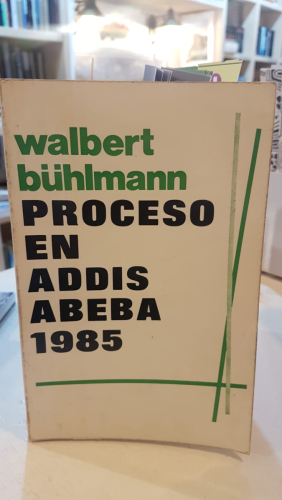 walbert
bühlmann
PROCESO
EN
ADDIS
ABEBA
1985